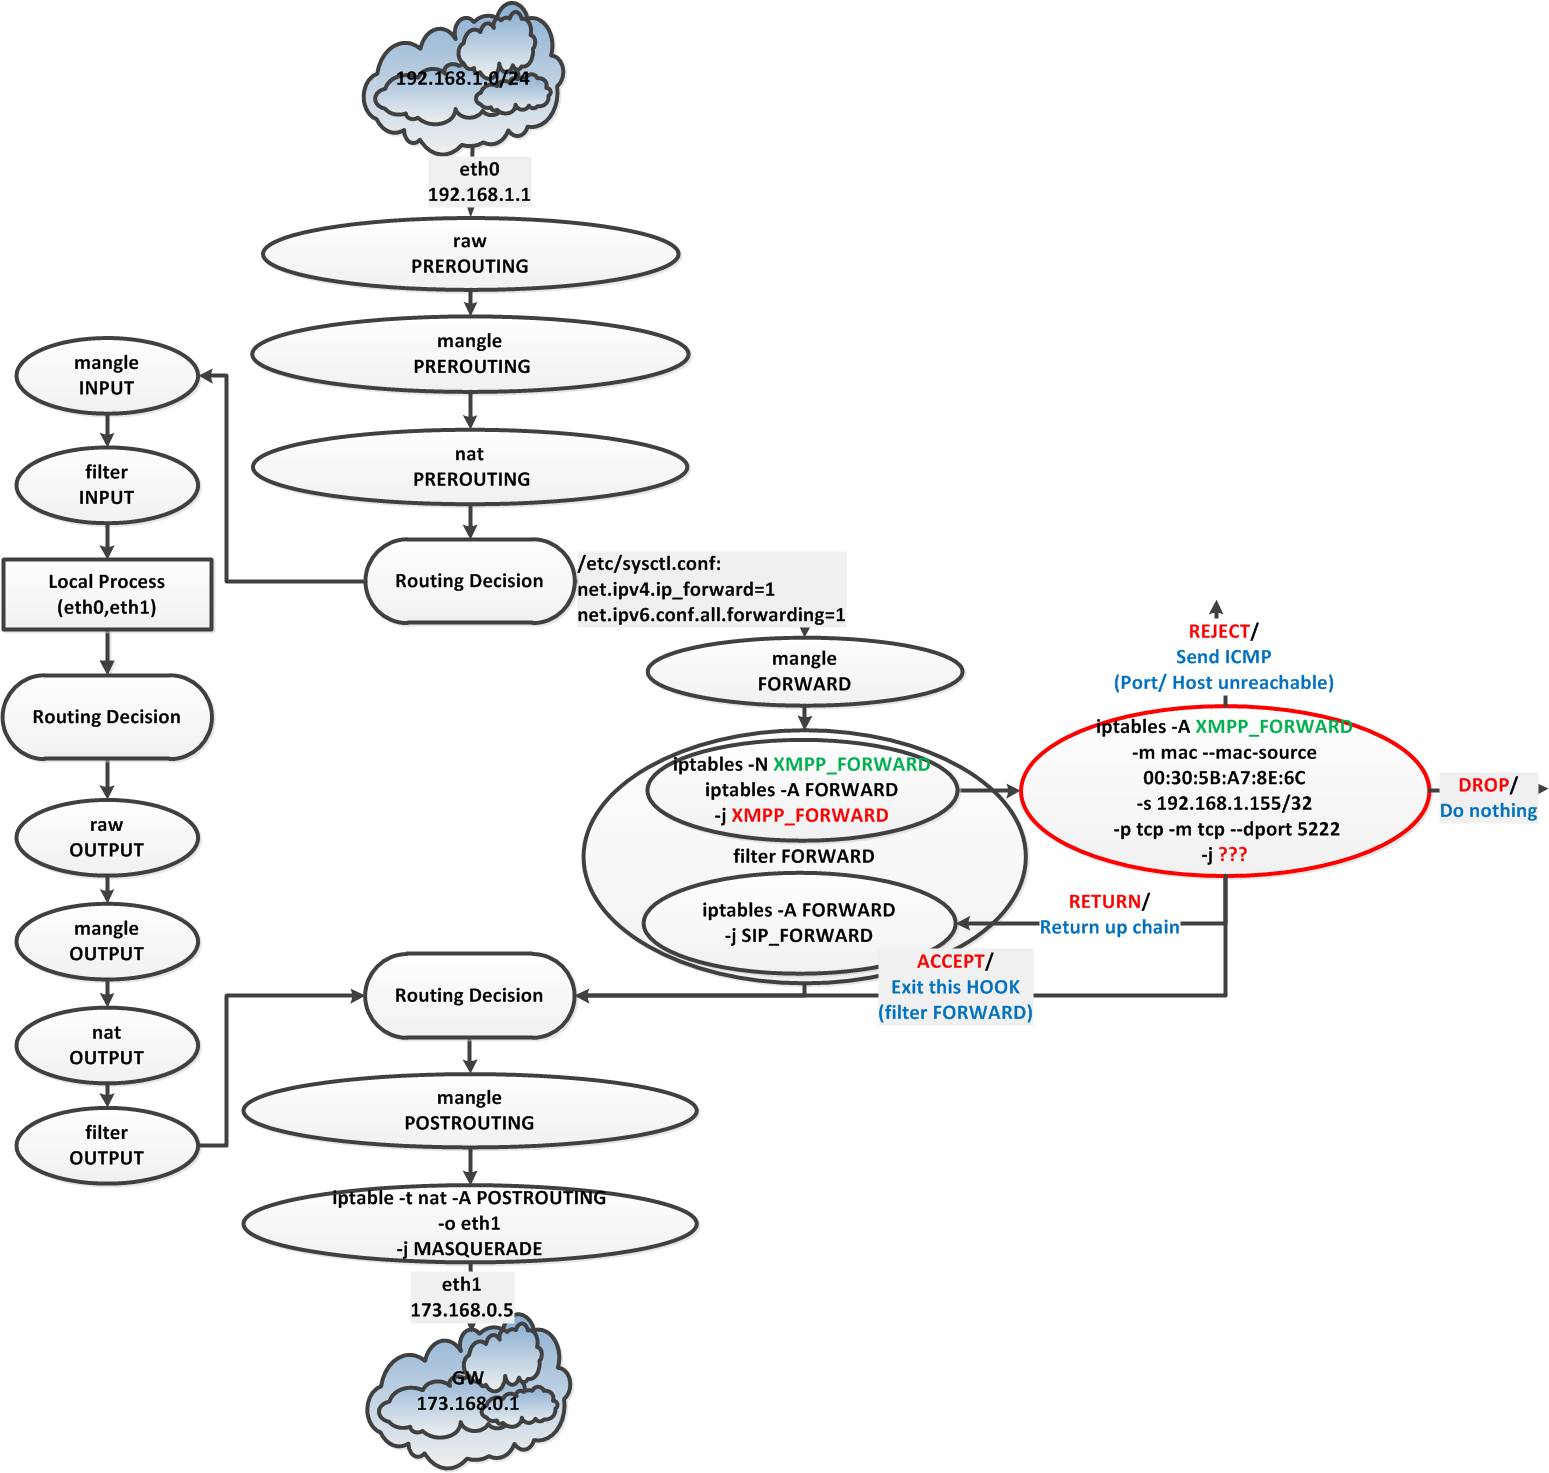 192.168.1.0/24
eth0
192.168.1.1
raw
PREROUTING
mangle
PREROUTING
nat
PREROUTING
Routing Decision
/etc/sysctl.conf:
net.ipv4.ip_forward=1
net.ipv6.conf.all.forwarding=1
mangle
INPUT
filter
INPUT
Local Process
(eth0,eth1)
Routing Decision
raw
OUTPUT
mangle
OUTPUT
nat
OUTPUT
filter
OUTPUT
mangle
FORWARD
iptables -N XMPP_FORWARD
iptables -A FORWARD
-j XMPP_FORWARD
filter FORWARD
iptables -A FORWARD
-j SIP_FORWARD
REJECT/
Send ICMP
(Port/ Host unreachable)
iptables -A XMPP_FORWARD
-m mac --mac-source
00:30:5B:A7:8E:6C
-s 192.168.1.155/32
-p tcp -m tcp --dport 5222
-j ???
DROP/
Do nothing
RETURN/
Return up chain
ACCEPT/
Exit this HOOK
(filter FORWARD)
Routing Decision
mangle
POSTROUTING
iptable -t nat -A POSTROUTING
-o eth1
-j MASQUERADE
eth1
173.168.0.5
GW
173.168.0.1